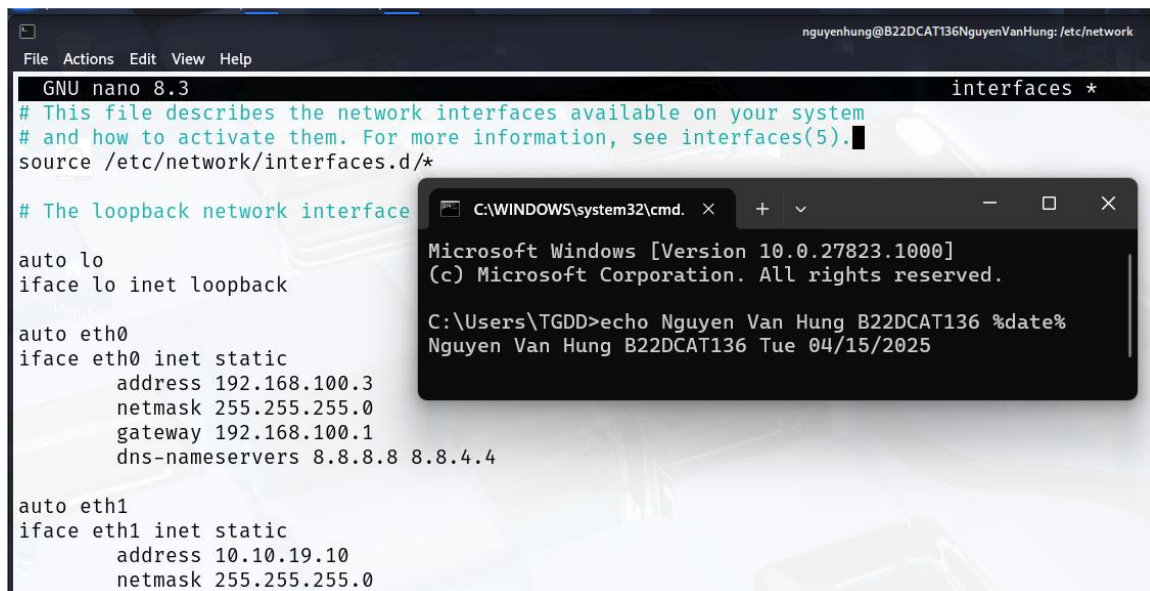 nguyenhung@B22DCAT136NguyenVanHung: /etc/network
File Actions Edit View Help
GNU nano 8.3 interfaces *
# This file describes the network interfaces available on your system
# and how to activate them. For more information, see interfaces(5).
source /etc/network/interfaces.d/*
# The loopback network interface
auto lo
iface lo inet loopback
Home
auto eth0
iface eth0 inet static
address 192.168.100.3
netmask 255.255.255.0
gateway 192.168.100.1
dns-nameservers 8.8.8.8 8.8.4.4
auto eth1
iface eth1 inet static
address 10.10.19.10
netmask 255.255.255.0
C:\WINDOWS\system32\cmd.
Microsoft Windows [Version 10.0.27823.1000]
(c) Microsoft Corporation. All rights reserved.
C:\Users\TGDD>echo Nguyen Van Hung B22DCAT136 %date%
Nguyen Van Hung B22DCAT136 Tue 04/15/2025